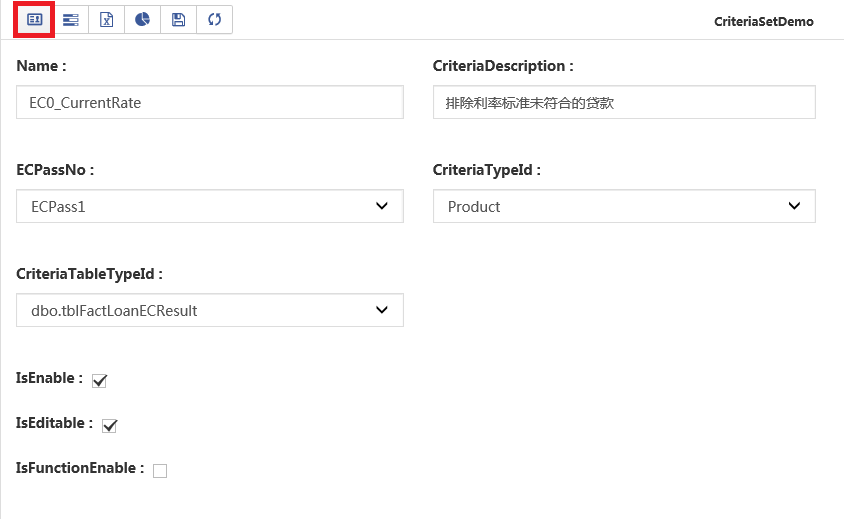 CriteriaSetDemo
Name : CriteriaDescription :
EC0_CurrentRate 排除利率标准未符合的贷款
ECPassNo : CriteriaTypeId :
ECPass1 Product
CriteriaTableTypeId :
dbo.tblFactLoanECResult
IsEnable :
IsEditable :
IsFunctionEnable :